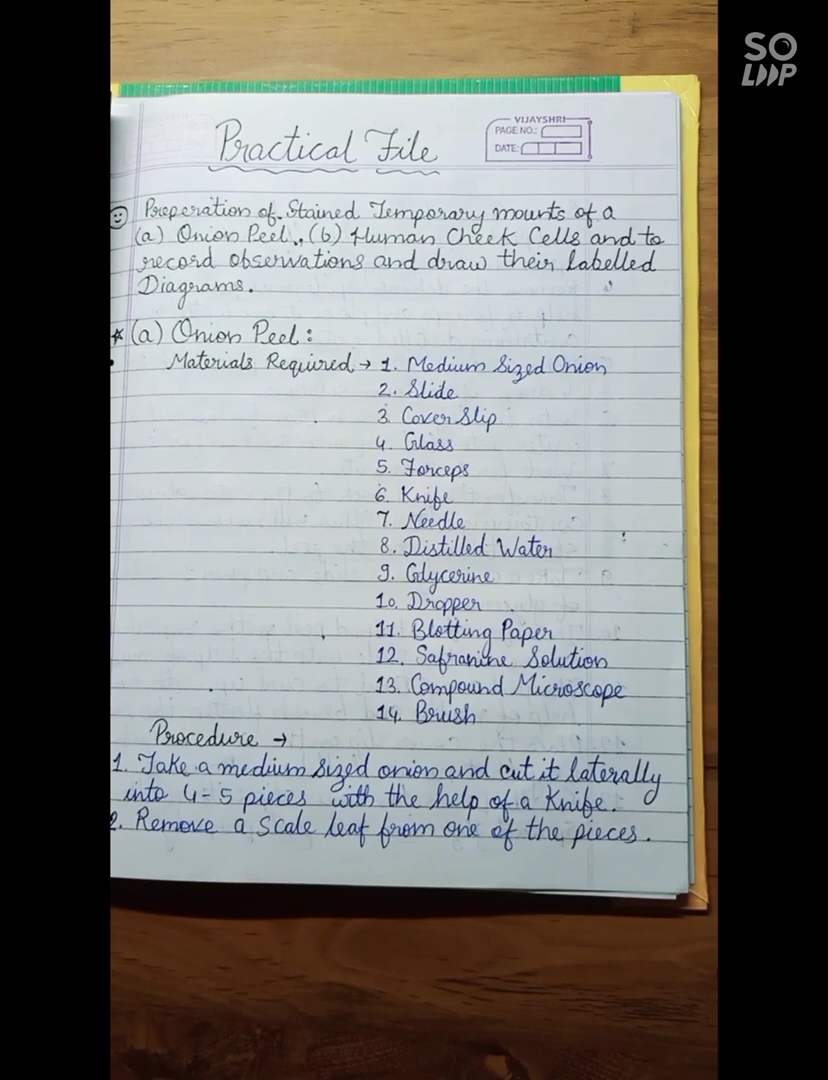 SO
LOOP
Practical File
VIJAYSHRI
PAGE NO.:
DATE:
Preperation of Stained Temporary mounts of a
(a) Onion Peel, (b) Human Cheek Cells and to
record observations and draw their labelled
Diagrams.
(a) Onion Peel :
Materials Required → 1. Medium Sized Onion
2. Slide
3. Cover Slip
4. Glass
5. Forceps
6. Knife
7. Needle
8. Distilled Water
9. Glycerine
10. Dropper
11. Blotting Paper
12. Safranine Solution
13. Compound Microscope
14. Brush
Procedure →
1. Take a medium sized onion and cut it laterally
into 4-5 pieces with the help of a Knife.
2. Remove a Scale leaf from one of the pieces.